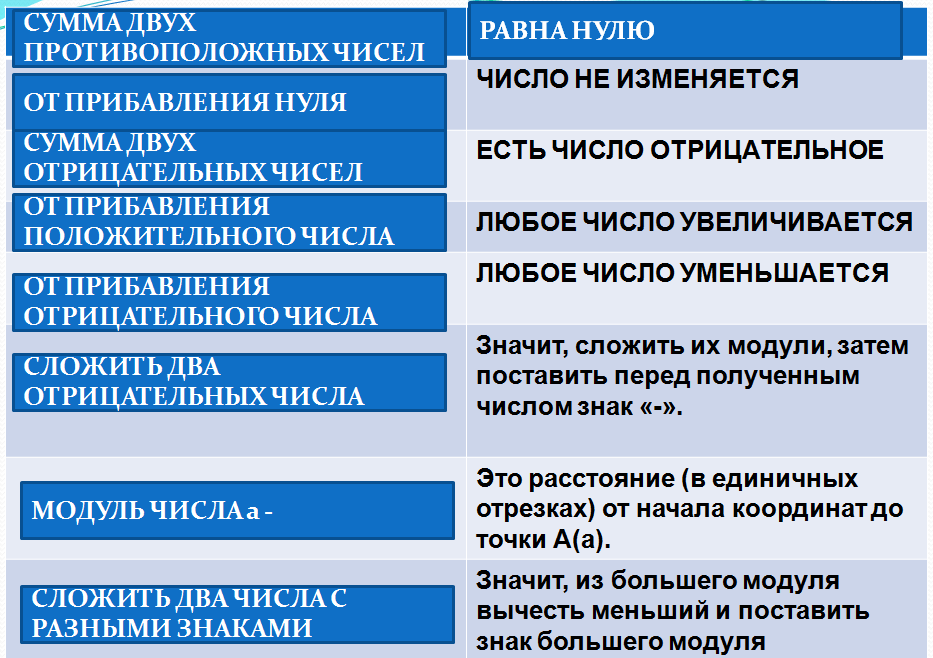 СУММА ДВУХ
ПРОТИВОПОЛОЖНЫХ ЧИСЕЛ
РАВНА НУЛЮ
ОТ ПРИБАВЛЕНИЯ НУЛЯ
ЧИСЛО НЕ ИЗМЕНЯЕТСЯ
СУММА ДВУХ
ОТРИЦАТЕЛЬНЫХ ЧИСЕЛ
ЕСТЬ ЧИСЛО ОТРИЦАТЕЛЬНОЕ
ОТ ПРИБАВЛЕНИЯ
ПОЛОЖИТЕЛЬНОГО ЧИСЛА
ЛЮБОЕ ЧИСЛО УВЕЛИЧИВАЕТСЯ
ОТ ПРИБАВЛЕНИЯ
ОТРИЦАТЕЛЬНОГО ЧИСЛА
ЛЮБОЕ ЧИСЛО УМЕНЬШАЕТСЯ
СЛОЖИТЬ ДВА
ОТРИЦАТЕЛЬНЫХ ЧИСЛА
Значит, сложить их модули, затем
поставить перед полученным
числом знак «-».
МОДУЛЬ ЧИСЛА а -
Это расстояние (в единичных
отрезках) от начала координат до
точки А(а).
СЛОЖИТЬ ДВА ЧИСЛА С
РАЗНЫМИ ЗНАКАМИ
Значит, из большего модуля
вычесть меньший и поставить
знак большего модуля